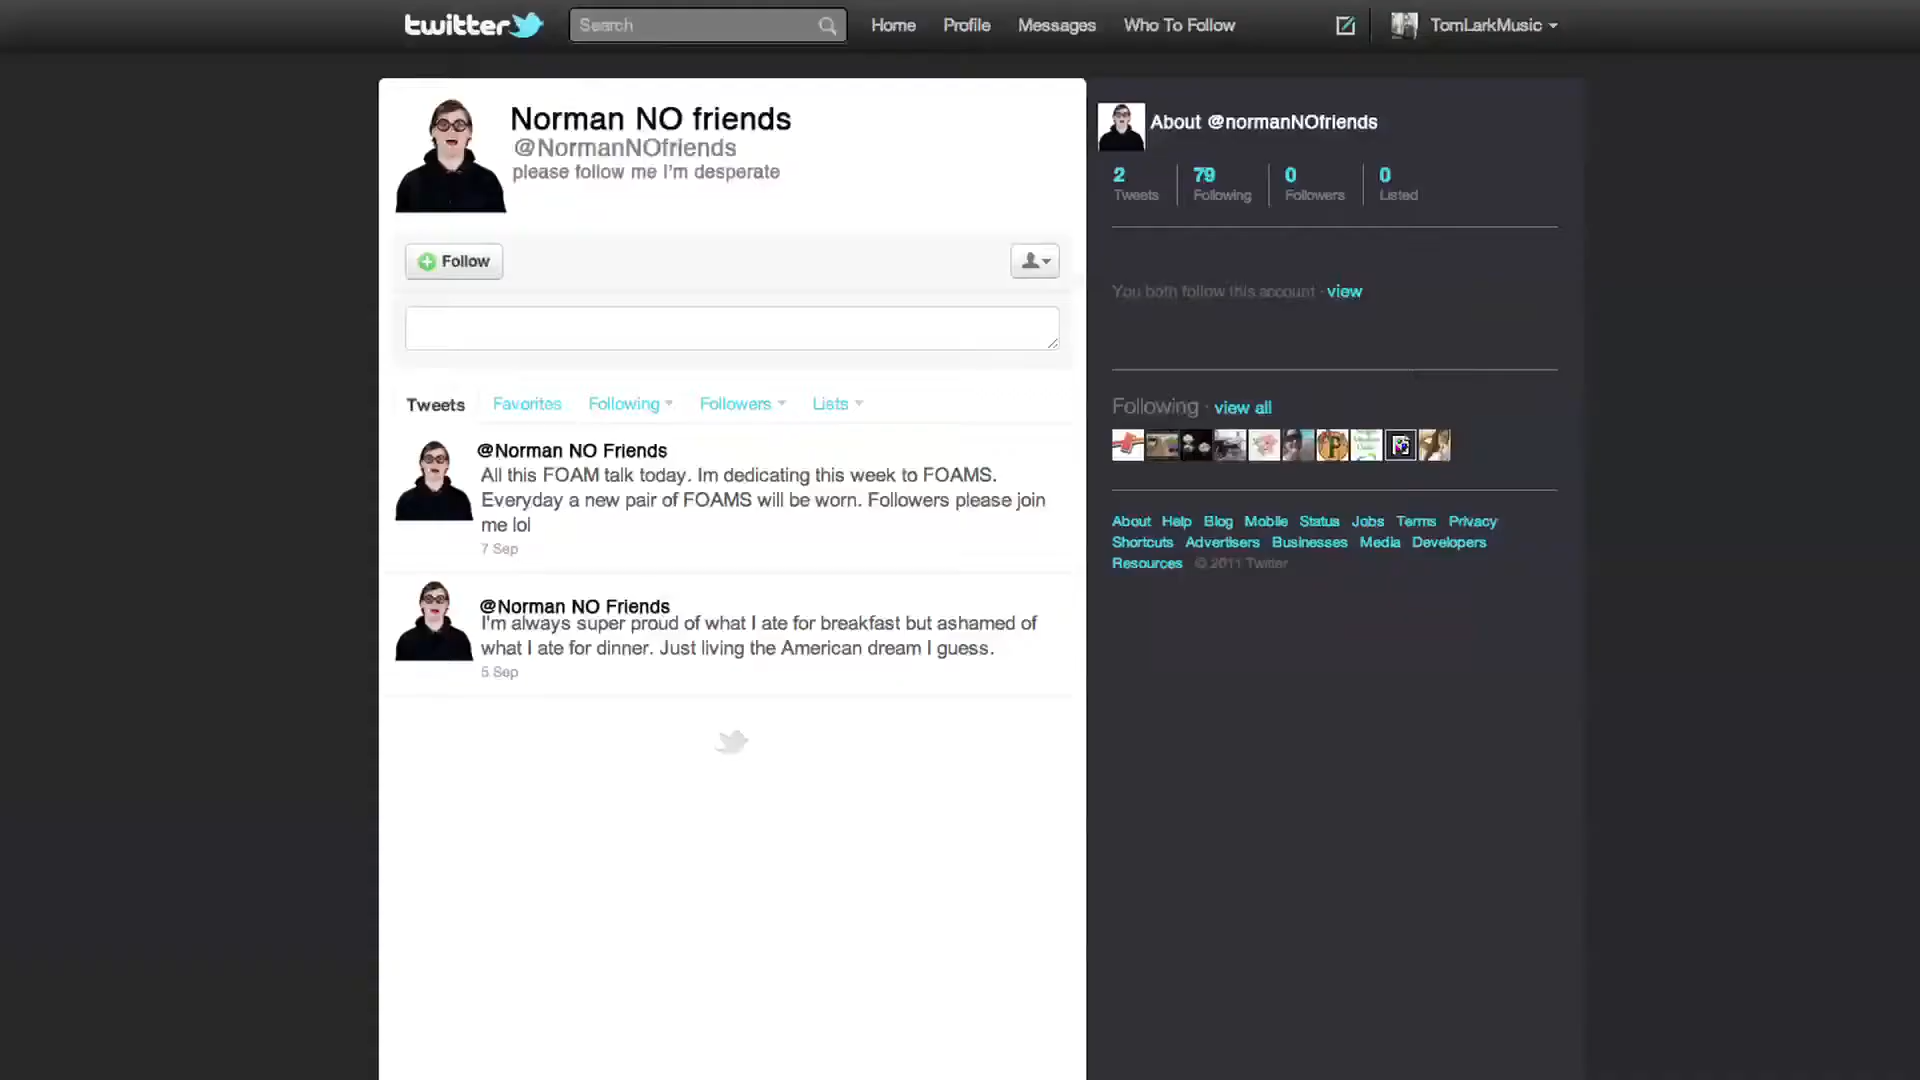 twitter
Search
Home Profile Messages Who To Follow
TomLarkMusic
Norman NO friends
@NormanNOfriends
please follow me I'm desperate
Follow
Tweets Favorites Following Followers Lists
@Norman NO Friends
All this FOAM talk today. Im dedicating this week to FOAMS.
Everyday a new pair of FOAMS will be worn. Followers please join
me lol
7 Sep
@Norman NO Friends
I'm always super proud of what I ate for breakfast but ashamed of
what I ate for dinner. Just living the American dream I guess.
5 Sep
About @normanNOfriends
2 79 0 0
Tweets Following Followers Listed
You both follow this account · view
Following · view all
About Help Blog Mobile Status Jobs Terms Privacy
Shortcuts Advertisers Businesses Media Developers
Resources © 2011 Twitter